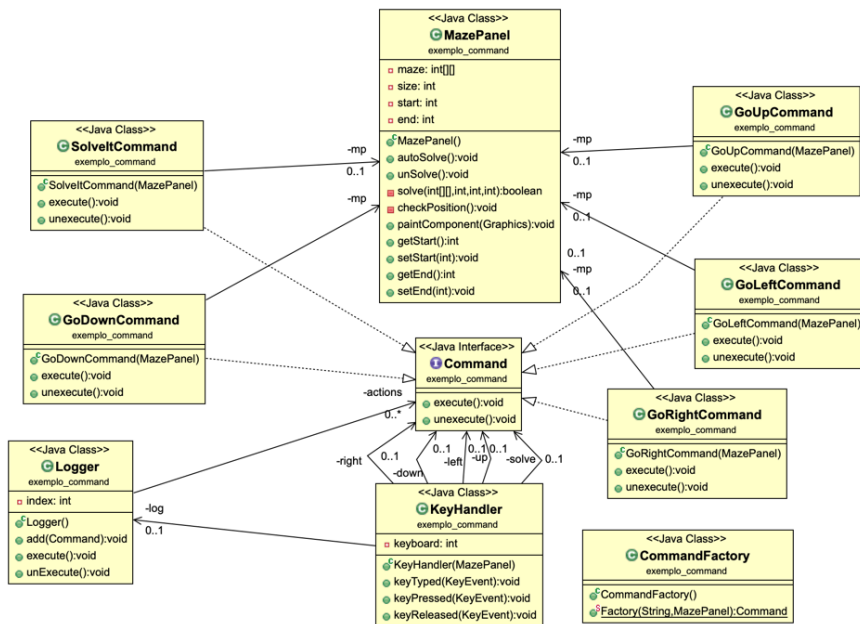 <<Java Class>>
MazePanel
exemplo_command
maze: int[][]
size: int
start: int
end: int
MazePanel()
autoSolve():void
unSolve():void
solve(int[][],int,int,int):boolean
checkPosition():void
paintComponent(Graphics):void
getStart():int
setStart(int):void
getEnd():int
setEnd(int):void
<<Java Class>>
SolveItCommand
exemplo_command
SolveItCommand(MazePanel)
execute():void
unexecute():void
-mp
0..1
<<Java Class>>
GoUpCommand
exemplo_command
GoUpCommand(MazePanel)
execute():void
unexecute():void
-mp
0..1
<<Java Class>>
GoDownCommand
exemplo_command
GoDownCommand(MazePanel)
execute():void
unexecute():void
-mp
0..1
<<Java Class>>
GoLeftCommand
exemplo_command
GoLeftCommand(MazePanel)
execute():void
unexecute():void
-mp
0..1
<<Java Interface>>
Command
exemplo_command
execute():void
unexecute():void
<<Java Class>>
GoRightCommand
exemplo_command
GoRightCommand(MazePanel)
execute():void
unexecute():void
-mp
0..1
<<Java Class>>
Logger
exemplo_command
index: int
Logger()
add(Command):void
execute():void
unExecute():void
-actions
0..*
-right
0..1
-down
0..1
-left
0..1
-up
0..1
-solve
0..1
-log
0..1
<<Java Class>>
KeyHandler
exemplo_command
keyboard: int
KeyHandler(MazePanel)
keyTyped(KeyEvent):void
keyPressed(KeyEvent):void
keyReleased(KeyEvent):void
<<Java Class>>
CommandFactory
exemplo_command
CommandFactory()
Factory(String,MazePanel):Command